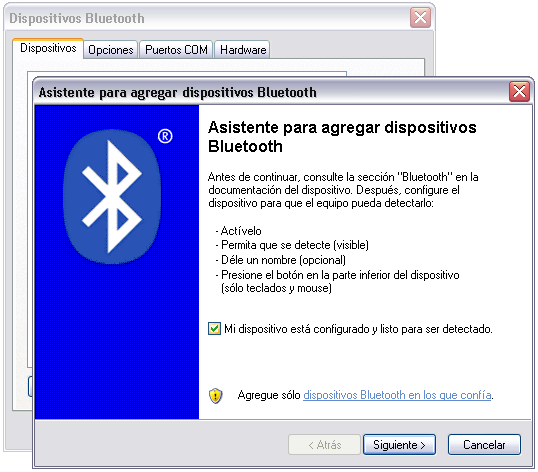 Dispositivos Bluetooth
Dispositivos
Opciones
Puertos COM
Hardware
Asistente para agregar dispositivos Bluetooth
®
Asistente para agregar dispositivos
Bluetooth
Antes de continuar, consulte la sección "Bluetooth" en la
documentación del dispositivo. Después, configure el
dispositivo para que el equipo pueda detectarlo:
- Actívelo
- Permita que se detecte (visible)
- Déle un nombre (opcional)
- Presione el botón en la parte inferior del dispositivo
(sólo teclados y mouse)
Mi dispositivo está configurado y listo para ser detectado.
Agregue sólo dispositivos Bluetooth en los que confía.
< Atrás
Siguiente >
Cancelar